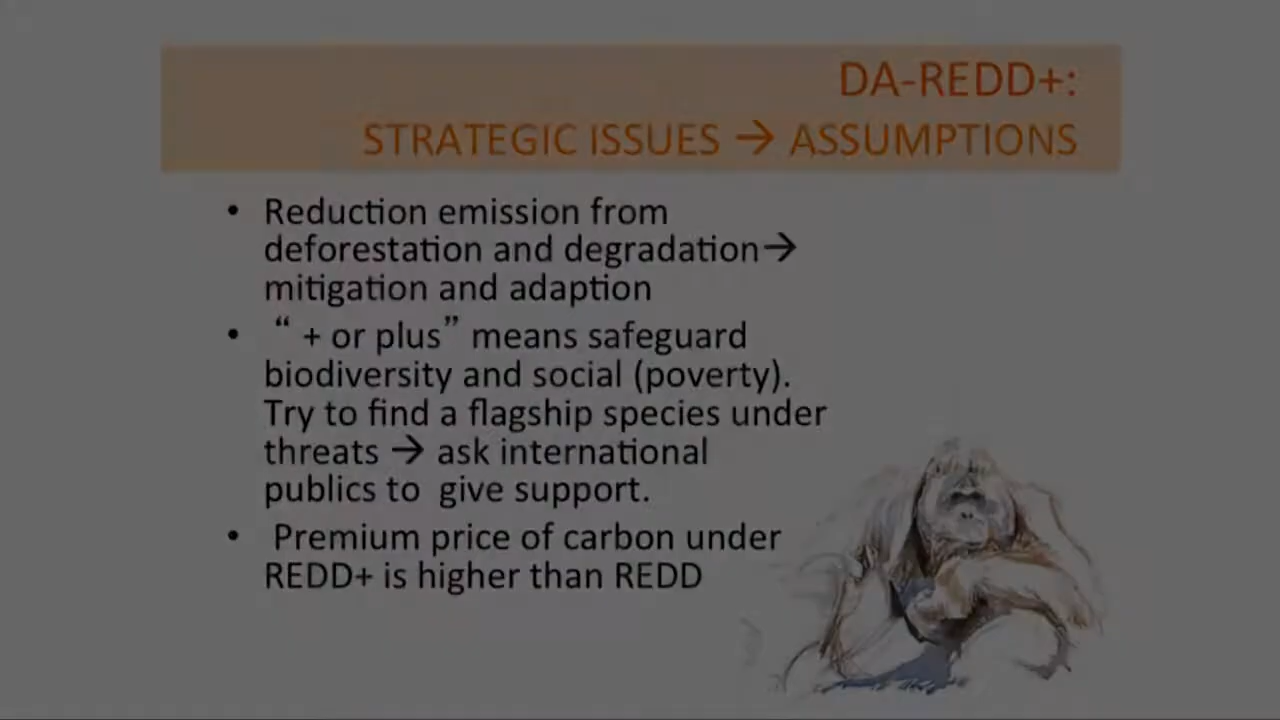 DA-REDD+:
STRATEGIC ISSUES → ASSUMPTIONS
• Reduction emission from
deforestation and degradation→
mitigation and adaption
• “ + or plus” means safeguard
biodiversity and social (poverty).
Try to find a flagship species under
threats → ask international
publics to give support.
• Premium price of carbon under
REDD+ is higher than REDD